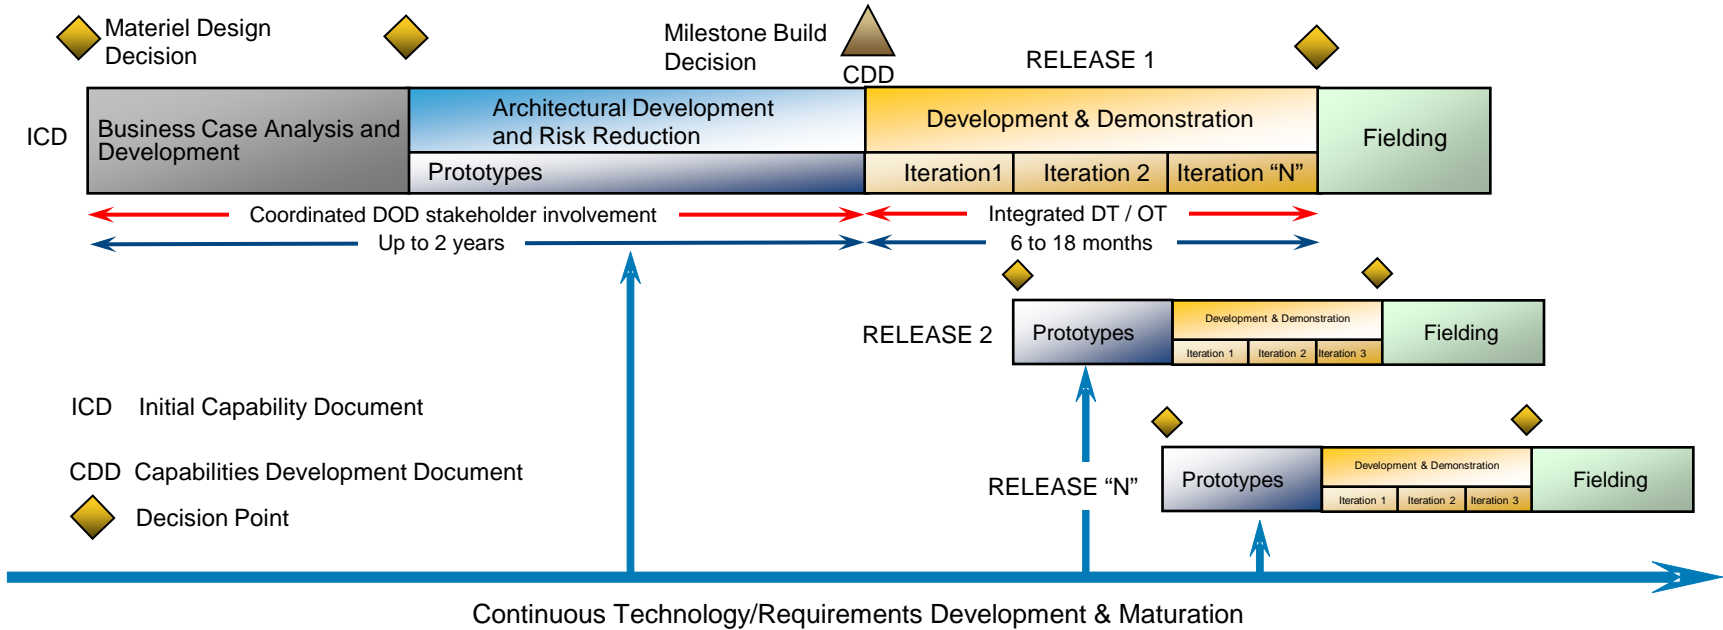 Materiel Design
Decision
Milestone Build
Decision
CDD
RELEASE 1
ICD
Business Case Analysis and
Development
Architectural Development
and Risk Reduction
Prototypes
Development & Demonstration
Iteration1
Iteration 2
Iteration “N”
Fielding
Coordinated DOD stakeholder involvement
Integrated DT / OT
Up to 2 years
6 to 18 months
RELEASE 2
Prototypes
Development & Demonstration
Iteration 1
Iteration 2
Iteration 3
Fielding
ICD Initial Capability Document
CDD Capabilities Development Document
Decision Point
RELEASE “N”
Prototypes
Development & Demonstration
Iteration 1
Iteration 2
Iteration 3
Fielding
Continuous Technology/Requirements Development & Maturation